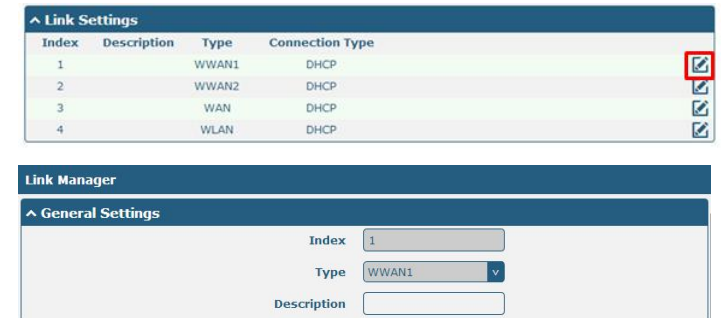 Link Settings
Index Description Type Connection Type
1 WWAN1 DHCP
2 WWAN2 DHCP
3 WAN DHCP
4 WLAN DHCP
Link Manager
General Settings
Index 1
Type WWAN1 v
Description